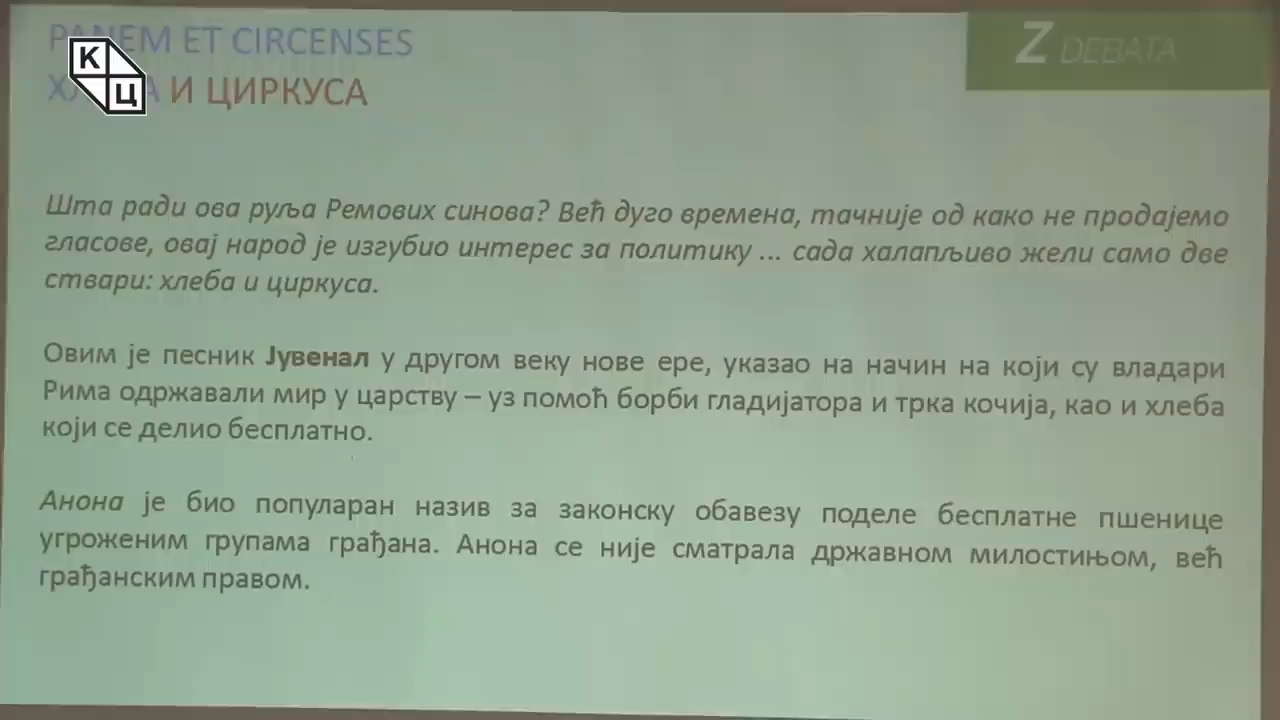 PANEM ET CIRCENSES
Z DEBATA
К
Ц
И ЦИРКУСА
Шта ради ова руља Ремових синова? Већ дуго времена, тачније од како не продајемо
гласове, овај народ је изгубио интерес за политику ... сада халапљиво жели само две
ствари: хлеба и циркуса.
Овим је песник Јувенал у другом веку нове ере, указао на начин на који су владари
Рима одржавали мир у царству – уз помоћ борби гладијатора и трка кочија, као и хлеба
који се делио бесплатно.
Анона је био популаран назив за законску обавезу поделе бесплатне пшенице
угроженим групама грађана. Анона се није сматрала државном милостињом, већ
грађанским правом.